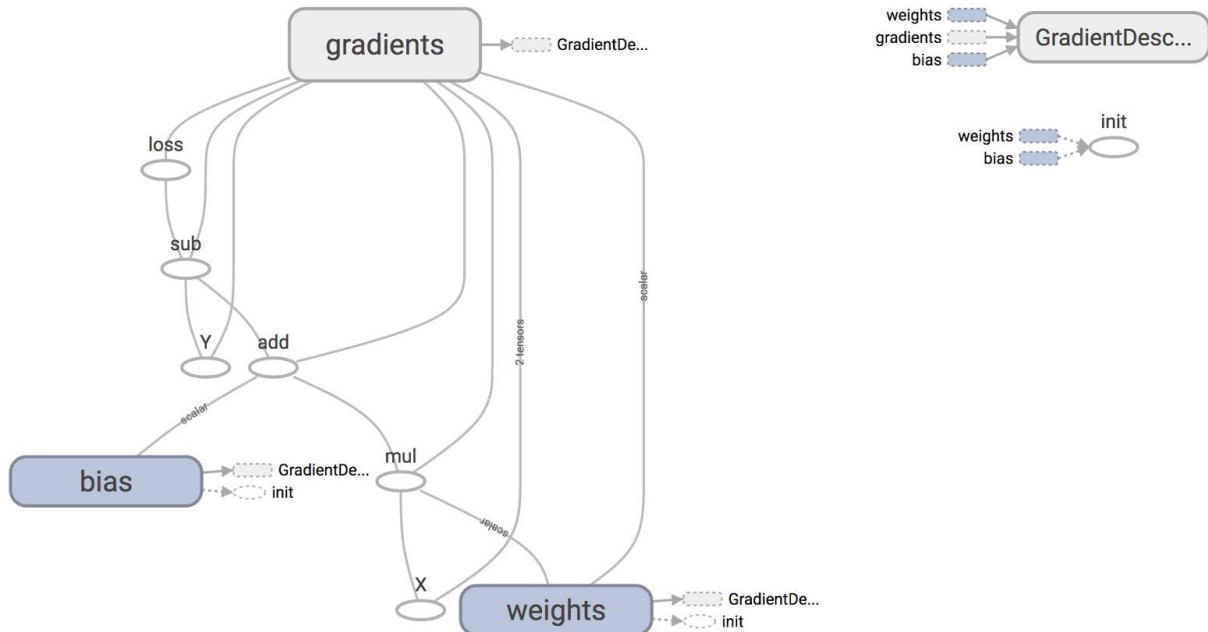 gradients
GradientDe...
loss
sub
Y
add
scalar
2 tensors
scalar
bias
GradientDe...
init
mul
scalar
X
weights
GradientDe...
init
weights
gradients
bias
GradientDesc...
weights
bias
init